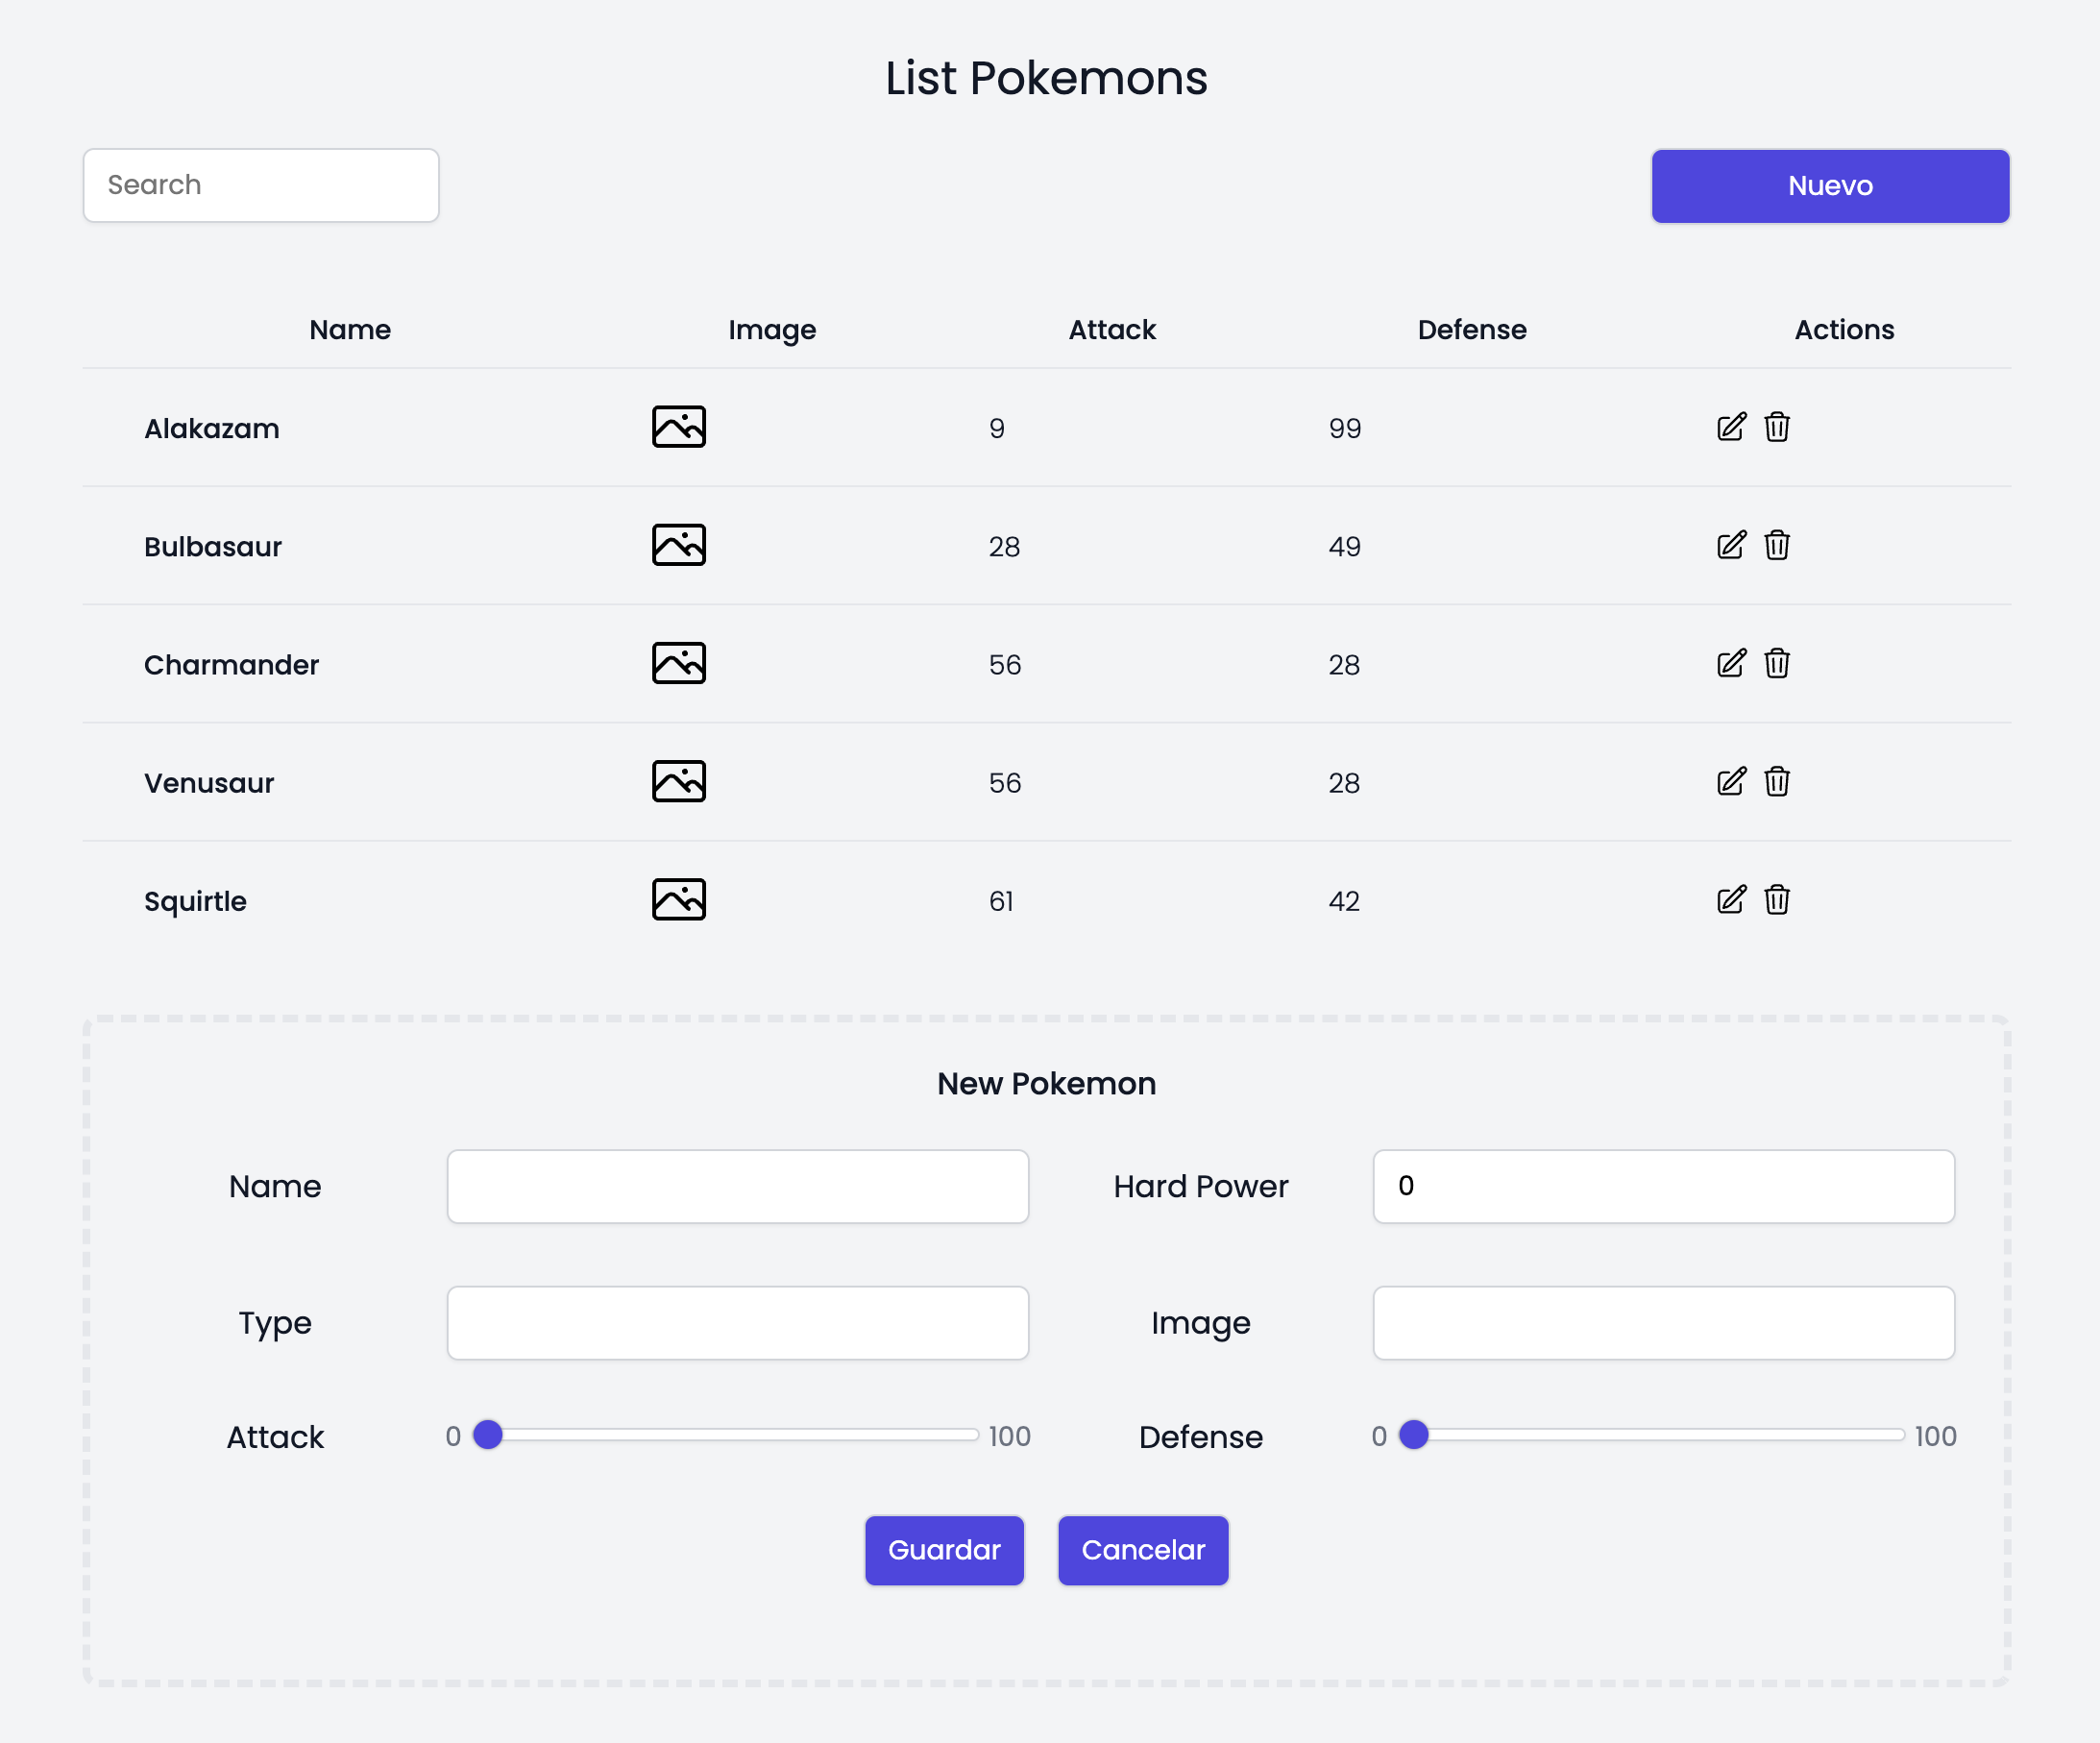 List Pokemons
Search
Nuevo
Name Image Attack Defense Actions
Alakazam 9 99
Bulbasaur 28 49
Charmander 56 28
Venusaur 56 28
Squirtle 61 42
New Pokemon
Name Hard Power 0
Type Image
Attack 0 100 Defense 0 100
Guardar Cancelar